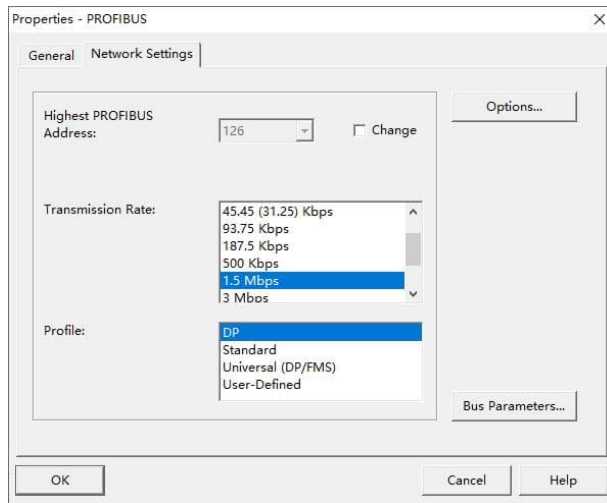 Properties - PROFIBUS
General
Network Settings
Highest PROFIBUS
Address:
126
Change
Options...
Transmission Rate:
45.45 (31.25) Kbps
93.75 Kbps
187.5 Kbps
500 Kbps
1.5 Mbps
3 Mbps
Profile:
DP
Standard
Universal (DP/FMS)
User-Defined
Bus Parameters...
OK
Cancel
Help